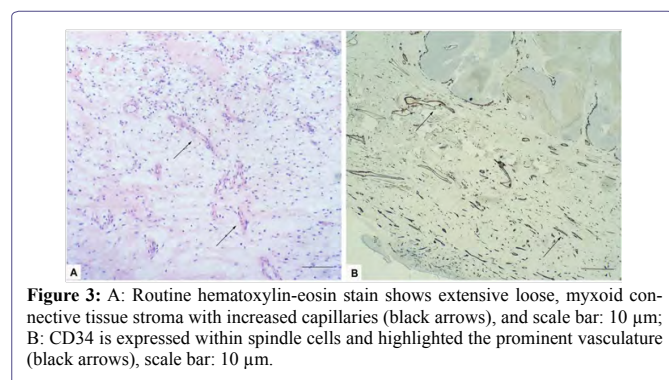 A
B
Figure 3: A: Routine hematoxylin-eosin stain shows extensive loose, myxoid con-
nective tissue stroma with increased capillaries (black arrows), and scale bar: 10 μm;
B: CD34 is expressed within spindle cells and highlighted the prominent vasculature
(black arrows), scale bar: 10 μm.